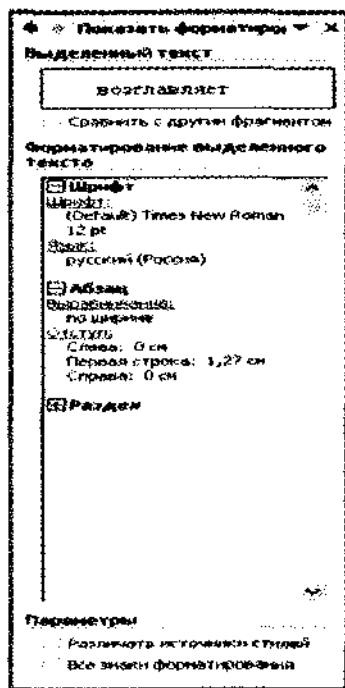 Показать форматиро
Выделенный текст
возглавляет
Сравнить с другим фрагментом
Форматирование выделенного
текста
Шрифт
Шрифт:
(Default) Times New Roman
12 pt
Язык:
русский (Россия)
Абзац
Выравнивание:
по ширине
Отступ:
Слева: 0 см
Первая строка: 1,27 см
Справа: 0 см
Раздел
Параметры
Различать источники стилей
Все знаки форматирования